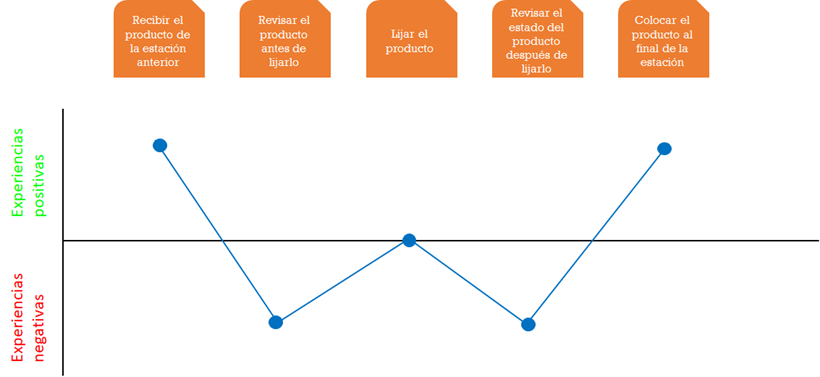 Recibir el
producto de
la estación
anterior
Revisar el
producto
antes de
lijarlo
Lijar el
producto
Revisar el
estado del
producto
después de
lijarlo
Colocar el
producto al
final de la
estación
Experiencias
positivas
Experiencias
negativas